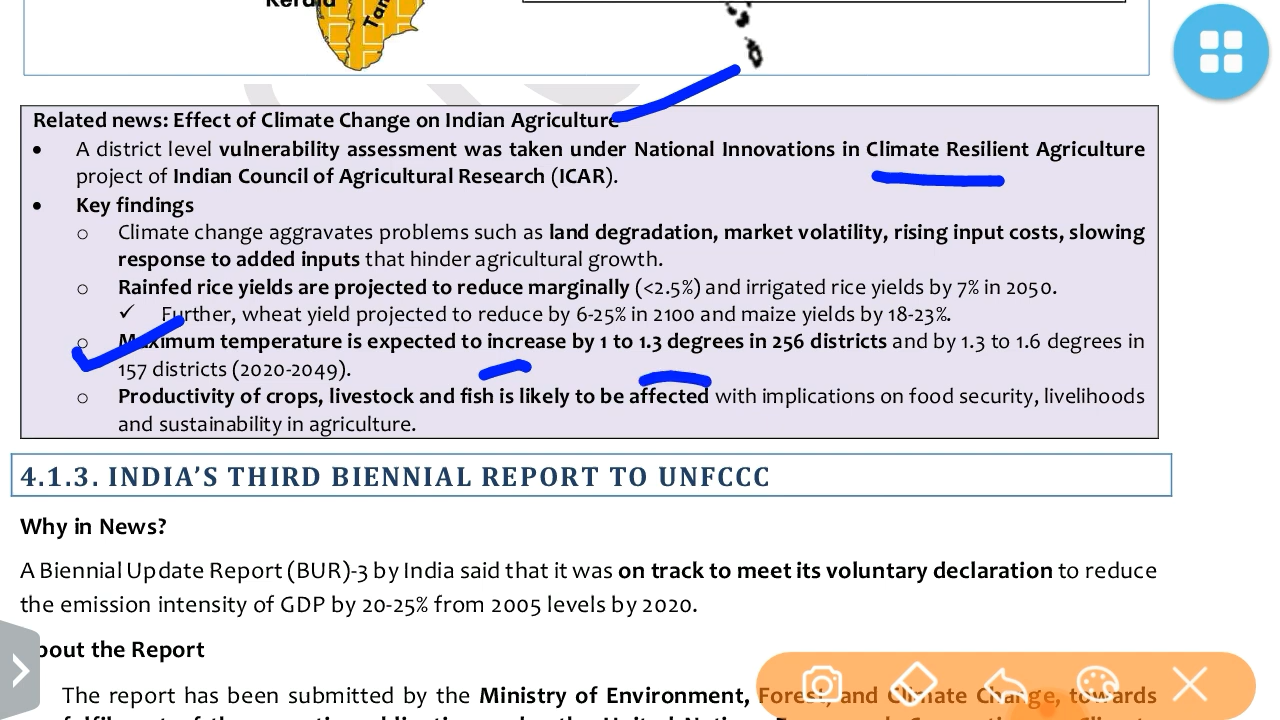 Kerala
Tam
Related news: Effect of Climate Change on Indian Agriculture
• A district level vulnerability assessment was taken under National Innovations in Climate Resilient Agriculture
project of Indian Council of Agricultural Research (ICAR).
• Key findings
o Climate change aggravates problems such as land degradation, market volatility, rising input costs, slowing
response to added inputs that hinder agricultural growth.
o Rainfed rice yields are projected to reduce marginally (<2.5%) and irrigated rice yields by 7% in 2050.
✓ Further, wheat yield projected to reduce by 6-25% in 2100 and maize yields by 18-23%.
o Maximum temperature is expected to increase by 1 to 1.3 degrees in 256 districts and by 1.3 to 1.6 degrees in
157 districts (2020-2049).
o Productivity of crops, livestock and fish is likely to be affected with implications on food security, livelihoods
and sustainability in agriculture.
4.1.3. INDIA'S THIRD BIENNIAL REPORT TO UNFCCC
Why in News?
A Biennial Update Report (BUR)-3 by India said that it was on track to meet its voluntary declaration to reduce
the emission intensity of GDP by 20-25% from 2005 levels by 2020.
bout the Report
The report has been submitted by the Ministry of Environment, Forest, and Climate Change, towards